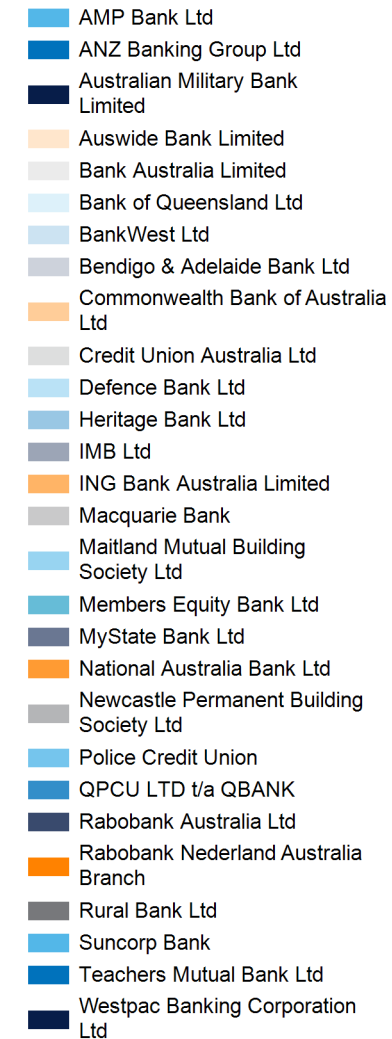 AMP Bank Ltd
ANZ Banking Group Ltd
Australian Military Bank
Limited
Auswide Bank Limited
Bank Australia Limited
Bank of Queensland Ltd
BankWest Ltd
Bendigo & Adelaide Bank Ltd
Commonwealth Bank of Australia
Ltd
Credit Union Australia Ltd
Defence Bank Ltd
Heritage Bank Ltd
IMB Ltd
ING Bank Australia Limited
Macquarie Bank
Maitland Mutual Building
Society Ltd
Members Equity Bank Ltd
MyState Bank Ltd
National Australia Bank Ltd
Newcastle Permanent Building
Society Ltd
Police Credit Union
QPCU LTD t/a QBANK
Rabobank Australia Ltd
Rabobank Nederland Australia
Branch
Rural Bank Ltd
Suncorp Bank
Teachers Mutual Bank Ltd
Westpac Banking Corporation
Ltd